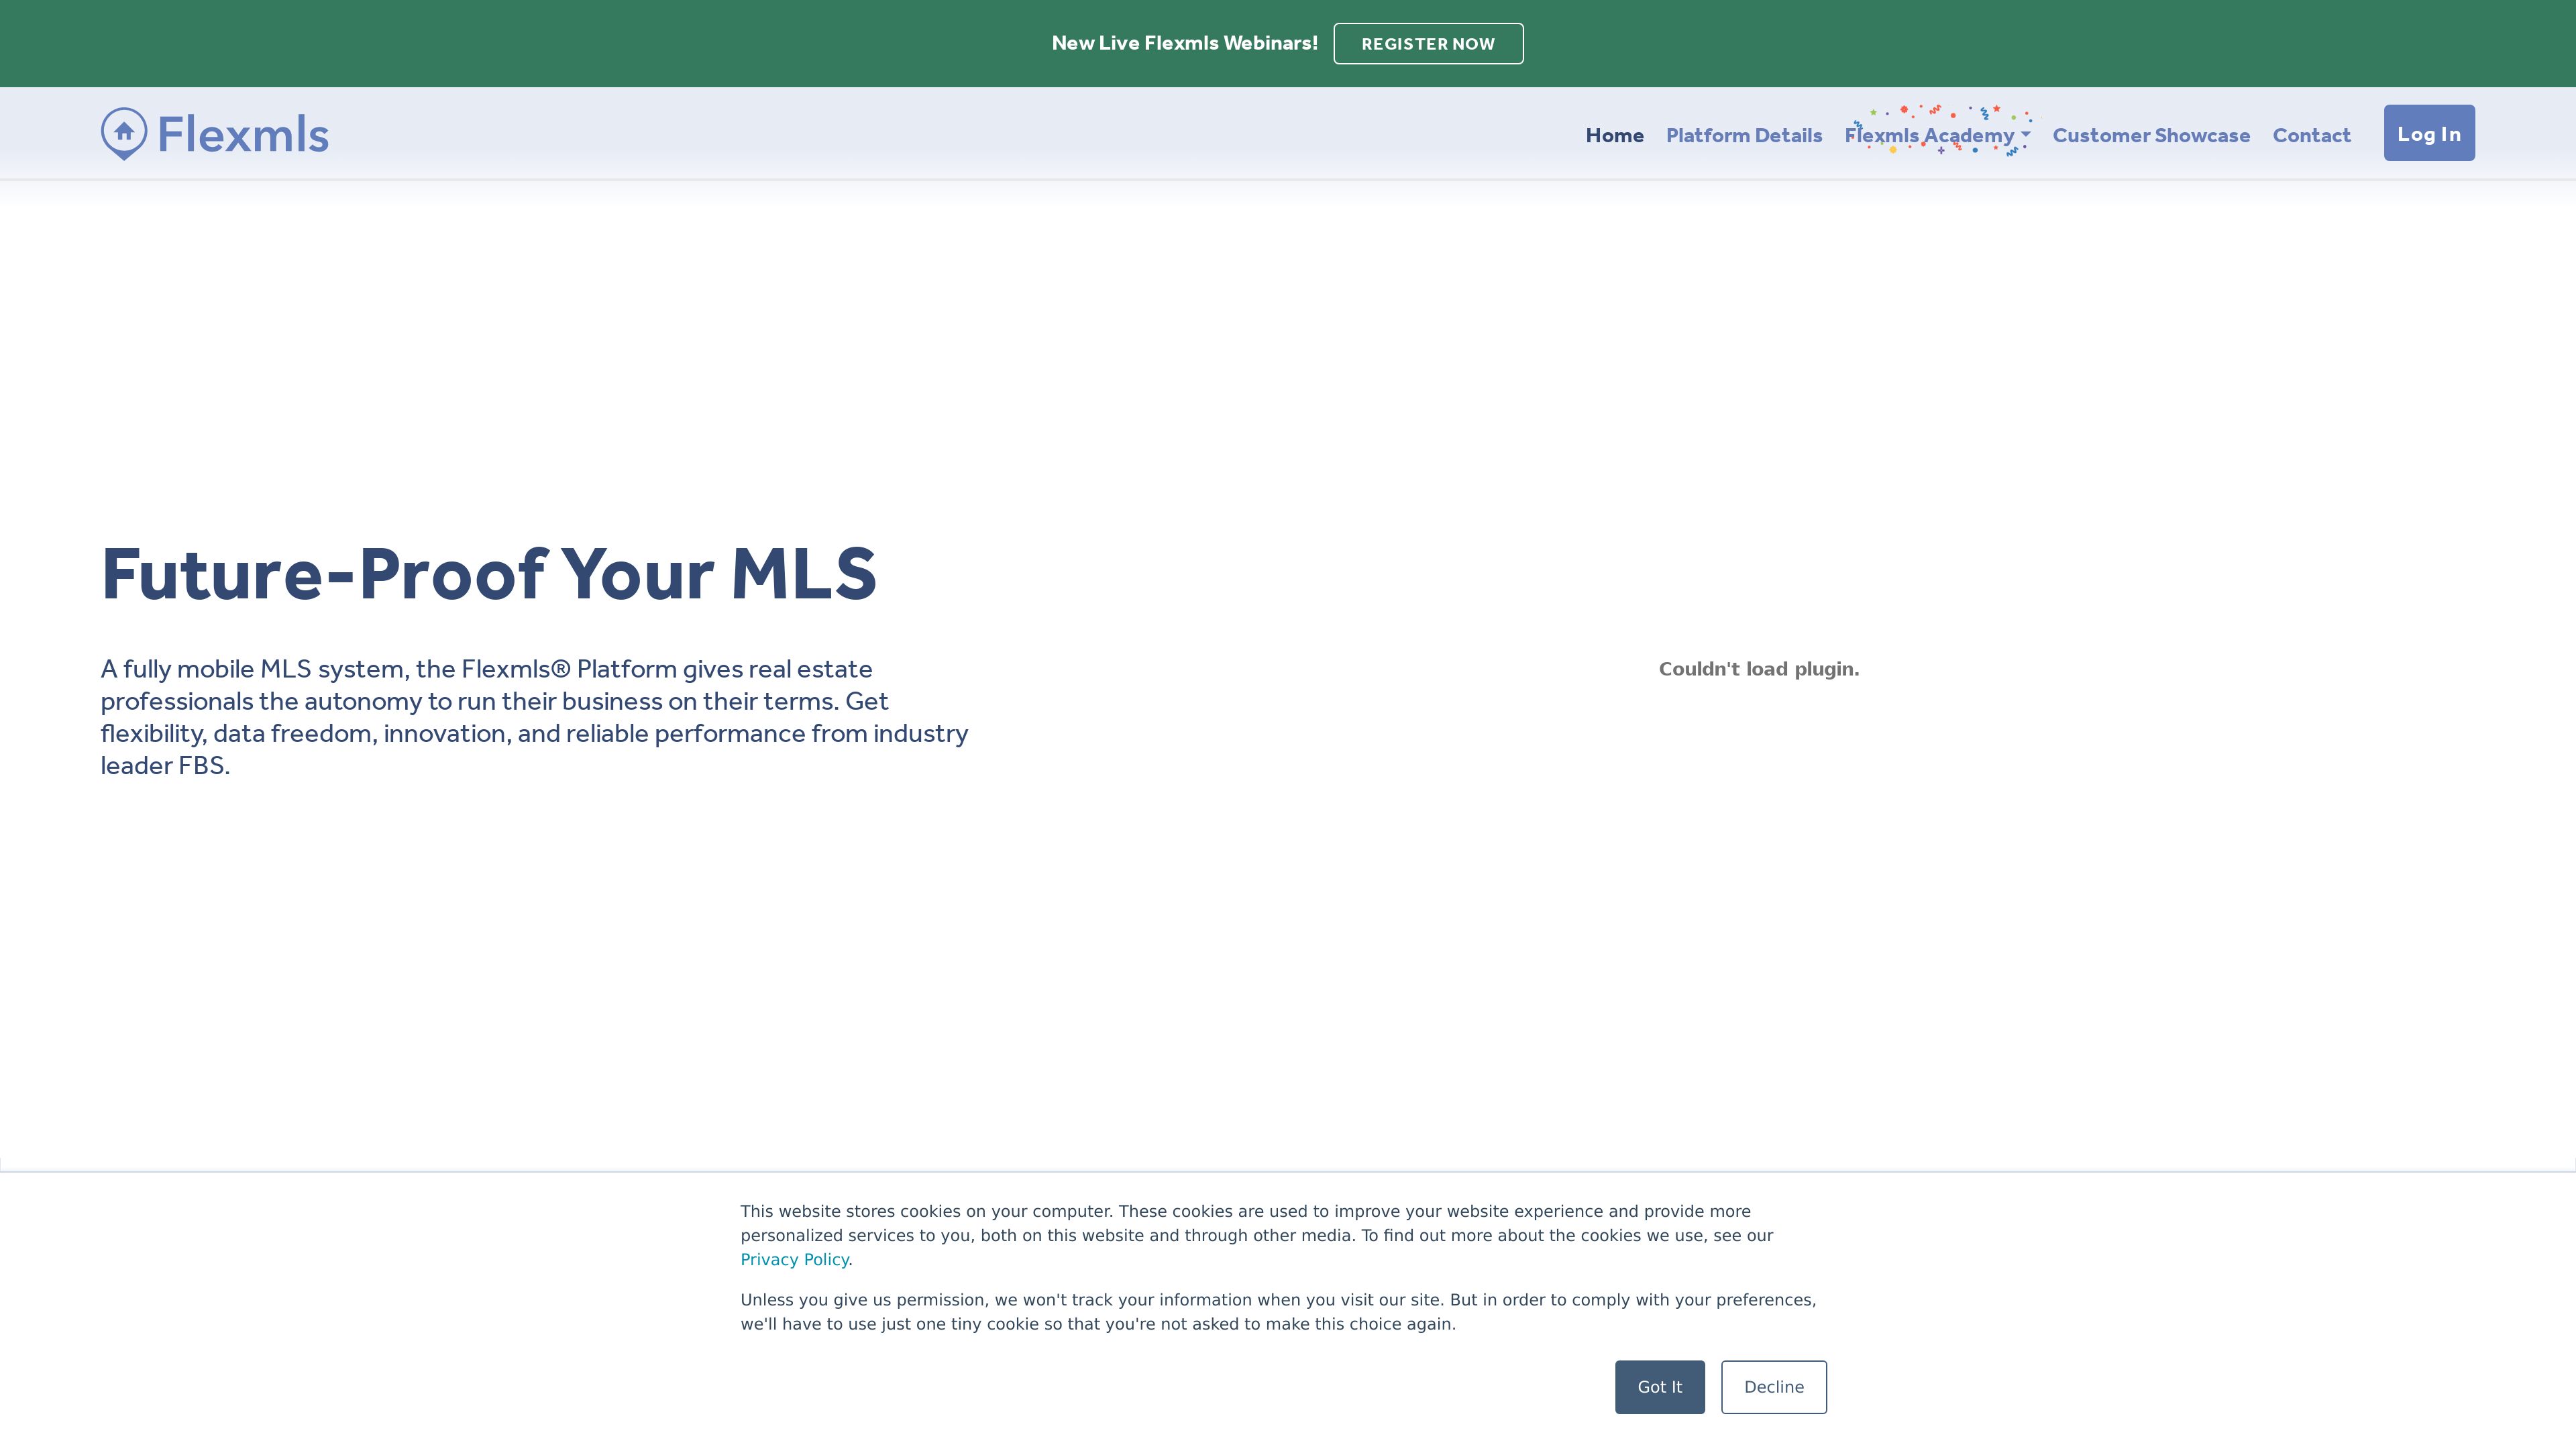 New Live Flexmls Webinars!
REGISTER NOW
Flexmls
Home
Platform Details
Flexmls Academy
Customer Showcase
Contact
Log In
Future-Proof Your MLS
A fully mobile MLS system, the Flexmls® Platform gives real estate
professionals the autonomy to run their business on their terms. Get
flexibility, data freedom, innovation, and reliable performance from industry
leader FBS.
Couldn't load plugin.
This website stores cookies on your computer. These cookies are used to improve your website experience and provide more
personalized services to you, both on this website and through other media. To find out more about the cookies we use, see our
Privacy Policy.
Unless you give us permission, we won't track your information when you visit our site. But in order to comply with your preferences,
we'll have to use just one tiny cookie so that you're not asked to make this choice again.
Got It
Decline